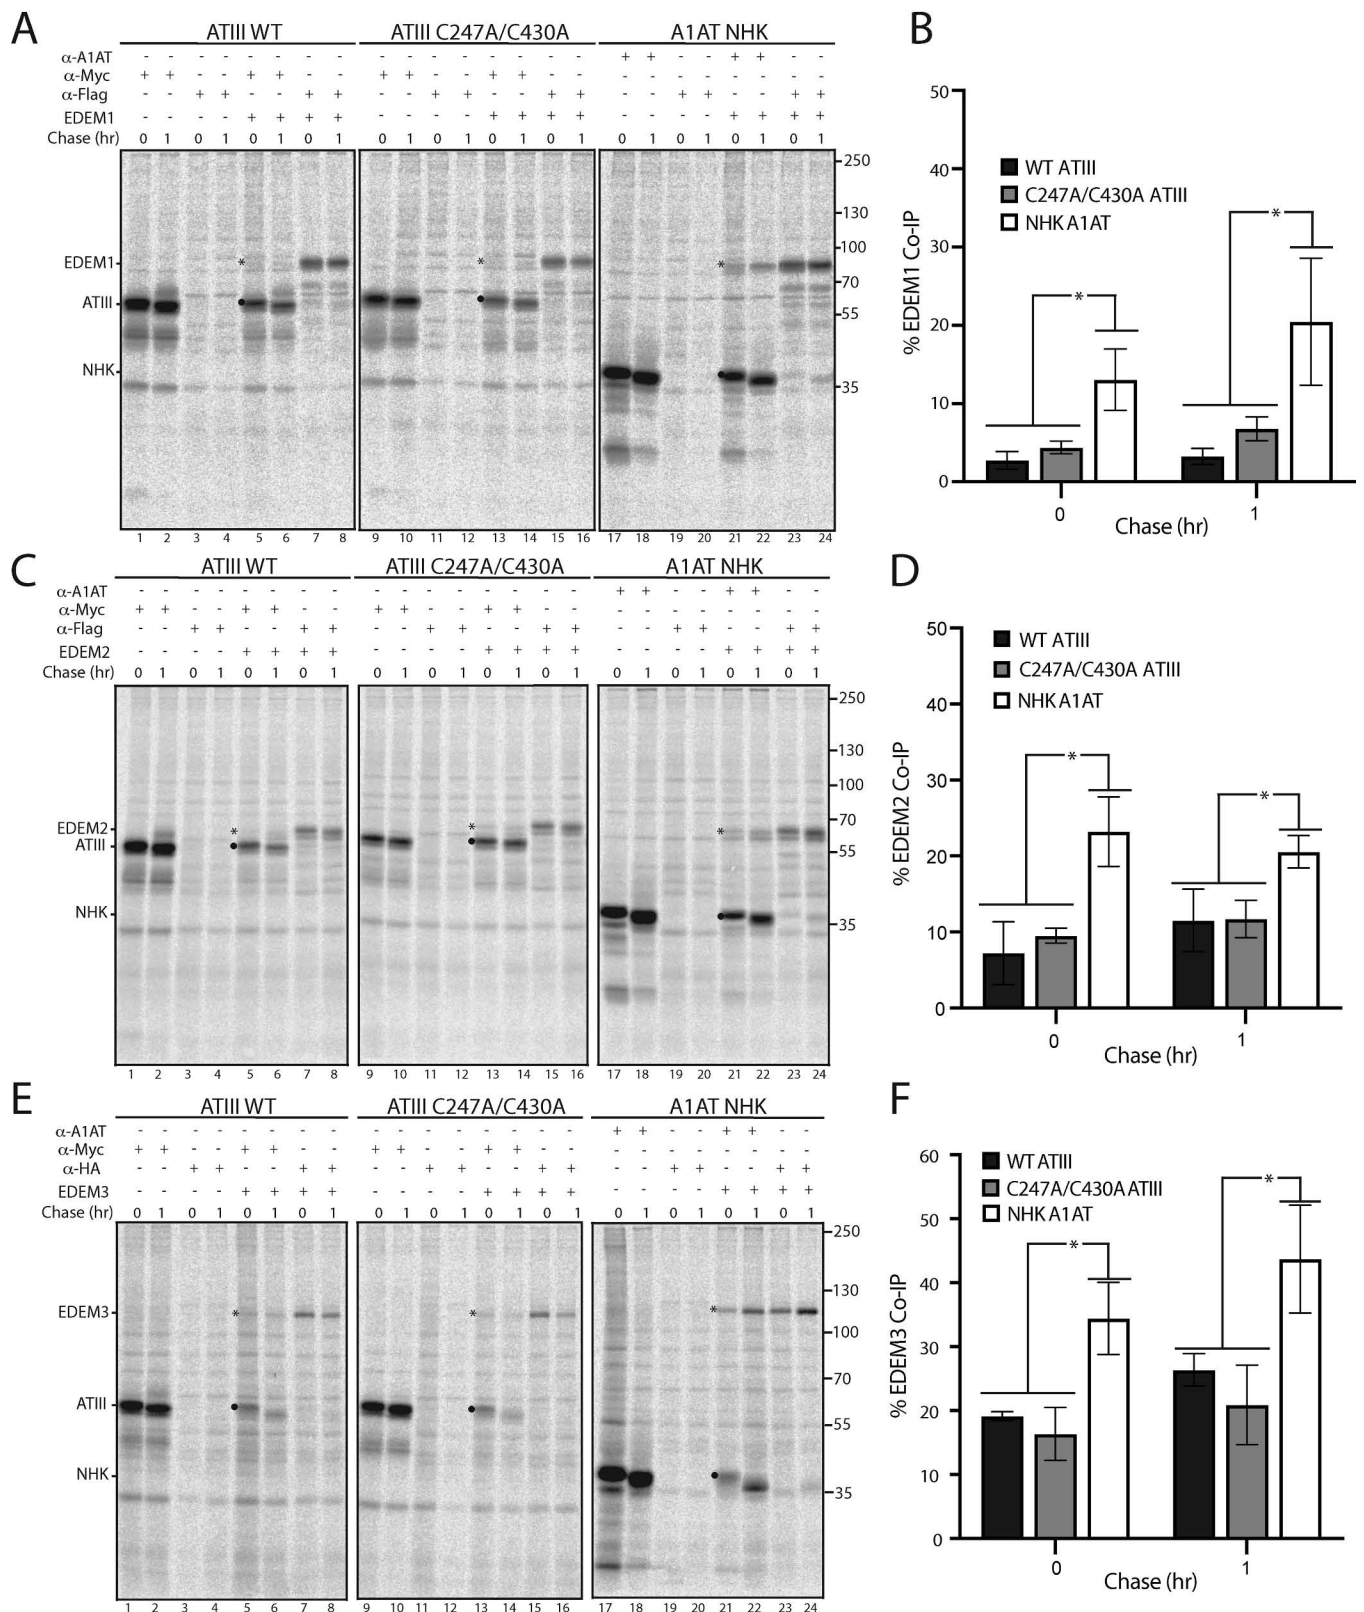 A
ATIII WT ATIII C247A/C430A A1AT NHK
α-A1AT - - - - - - - - - - - - - - - - + + - - + + - -
α-Myc + + - - + + - - + + - - + + - - - - - - - - - -
α-Flag - - + + - - + + - - + + - - + + - - + + - - + +
EDEM1 - - - - + + + + - - - - + + + + - - - - + + + +
Chase (hr) 0 1 0 1 0 1 0 1 0 1 0 1 0 1 0 1 0 1 0 1 0 1 0 1
EDEM1
ATIII
NHK
*
*
*
250
130
100
70
55
35
1 2 3 4 5 6 7 8 9 10 11 12 13 14 15 16 17 18 19 20 21 22 23 24
B
% EDEM1 Co-IP
50
40
30
20
10
0
WT ATIII
C247A/C430A ATIII
NHK A1AT
*
*
0 1
Chase (hr)
C
ATIII WT ATIII C247A/C430A A1AT NHK
α-A1AT - - - - - - - - - - - - - - - - + + - - + + - -
α-Myc + + - - + + - - + + - - + + - - - - - - - - - -
α-Flag - - + + - - + + - - + + - - + + - - + + - - + +
EDEM2 - - - - + + + + - - - - + + + + - - - - + + + +
Chase (hr) 0 1 0 1 0 1 0 1 0 1 0 1 0 1 0 1 0 1 0 1 0 1 0 1
EDEM2
ATIII
NHK
*
*
*
250
130
100
70
55
35
1 2 3 4 5 6 7 8 9 10 11 12 13 14 15 16 17 18 19 20 21 22 23 24
D
% EDEM2 Co-IP
50
40
30
20
10
0
WT ATIII
C247A/C430A ATIII
NHK A1AT
*
*
0 1
Chase (hr)
E
ATIII WT ATIII C247A/C430A A1AT NHK
α-A1AT - - - - - - - - - - - - - - - - + + - - + + - -
α-Myc + + - - + + - - + + - - + + - - - - - - - - - -
α-HA - - + + - - + + - - + + - - + + - - + + - - + +
EDEM3 - - - - + + + + - - - - + + + + - - - - + + + +
Chase (hr) 0 1 0 1 0 1 0 1 0 1 0 1 0 1 0 1 0 1 0 1 0 1 0 1
EDEM3
ATIII
NHK
*
*
*
250
130
100
70
55
35
1 2 3 4 5 6 7 8 9 10 11 12 13 14 15 16 17 18 19 20 21 22 23 24
F
% EDEM3 Co-IP
60
50
40
30
20
10
0
WT ATIII
C247A/C430A ATIII
NHK A1AT
*
*
0 1
Chase (hr)